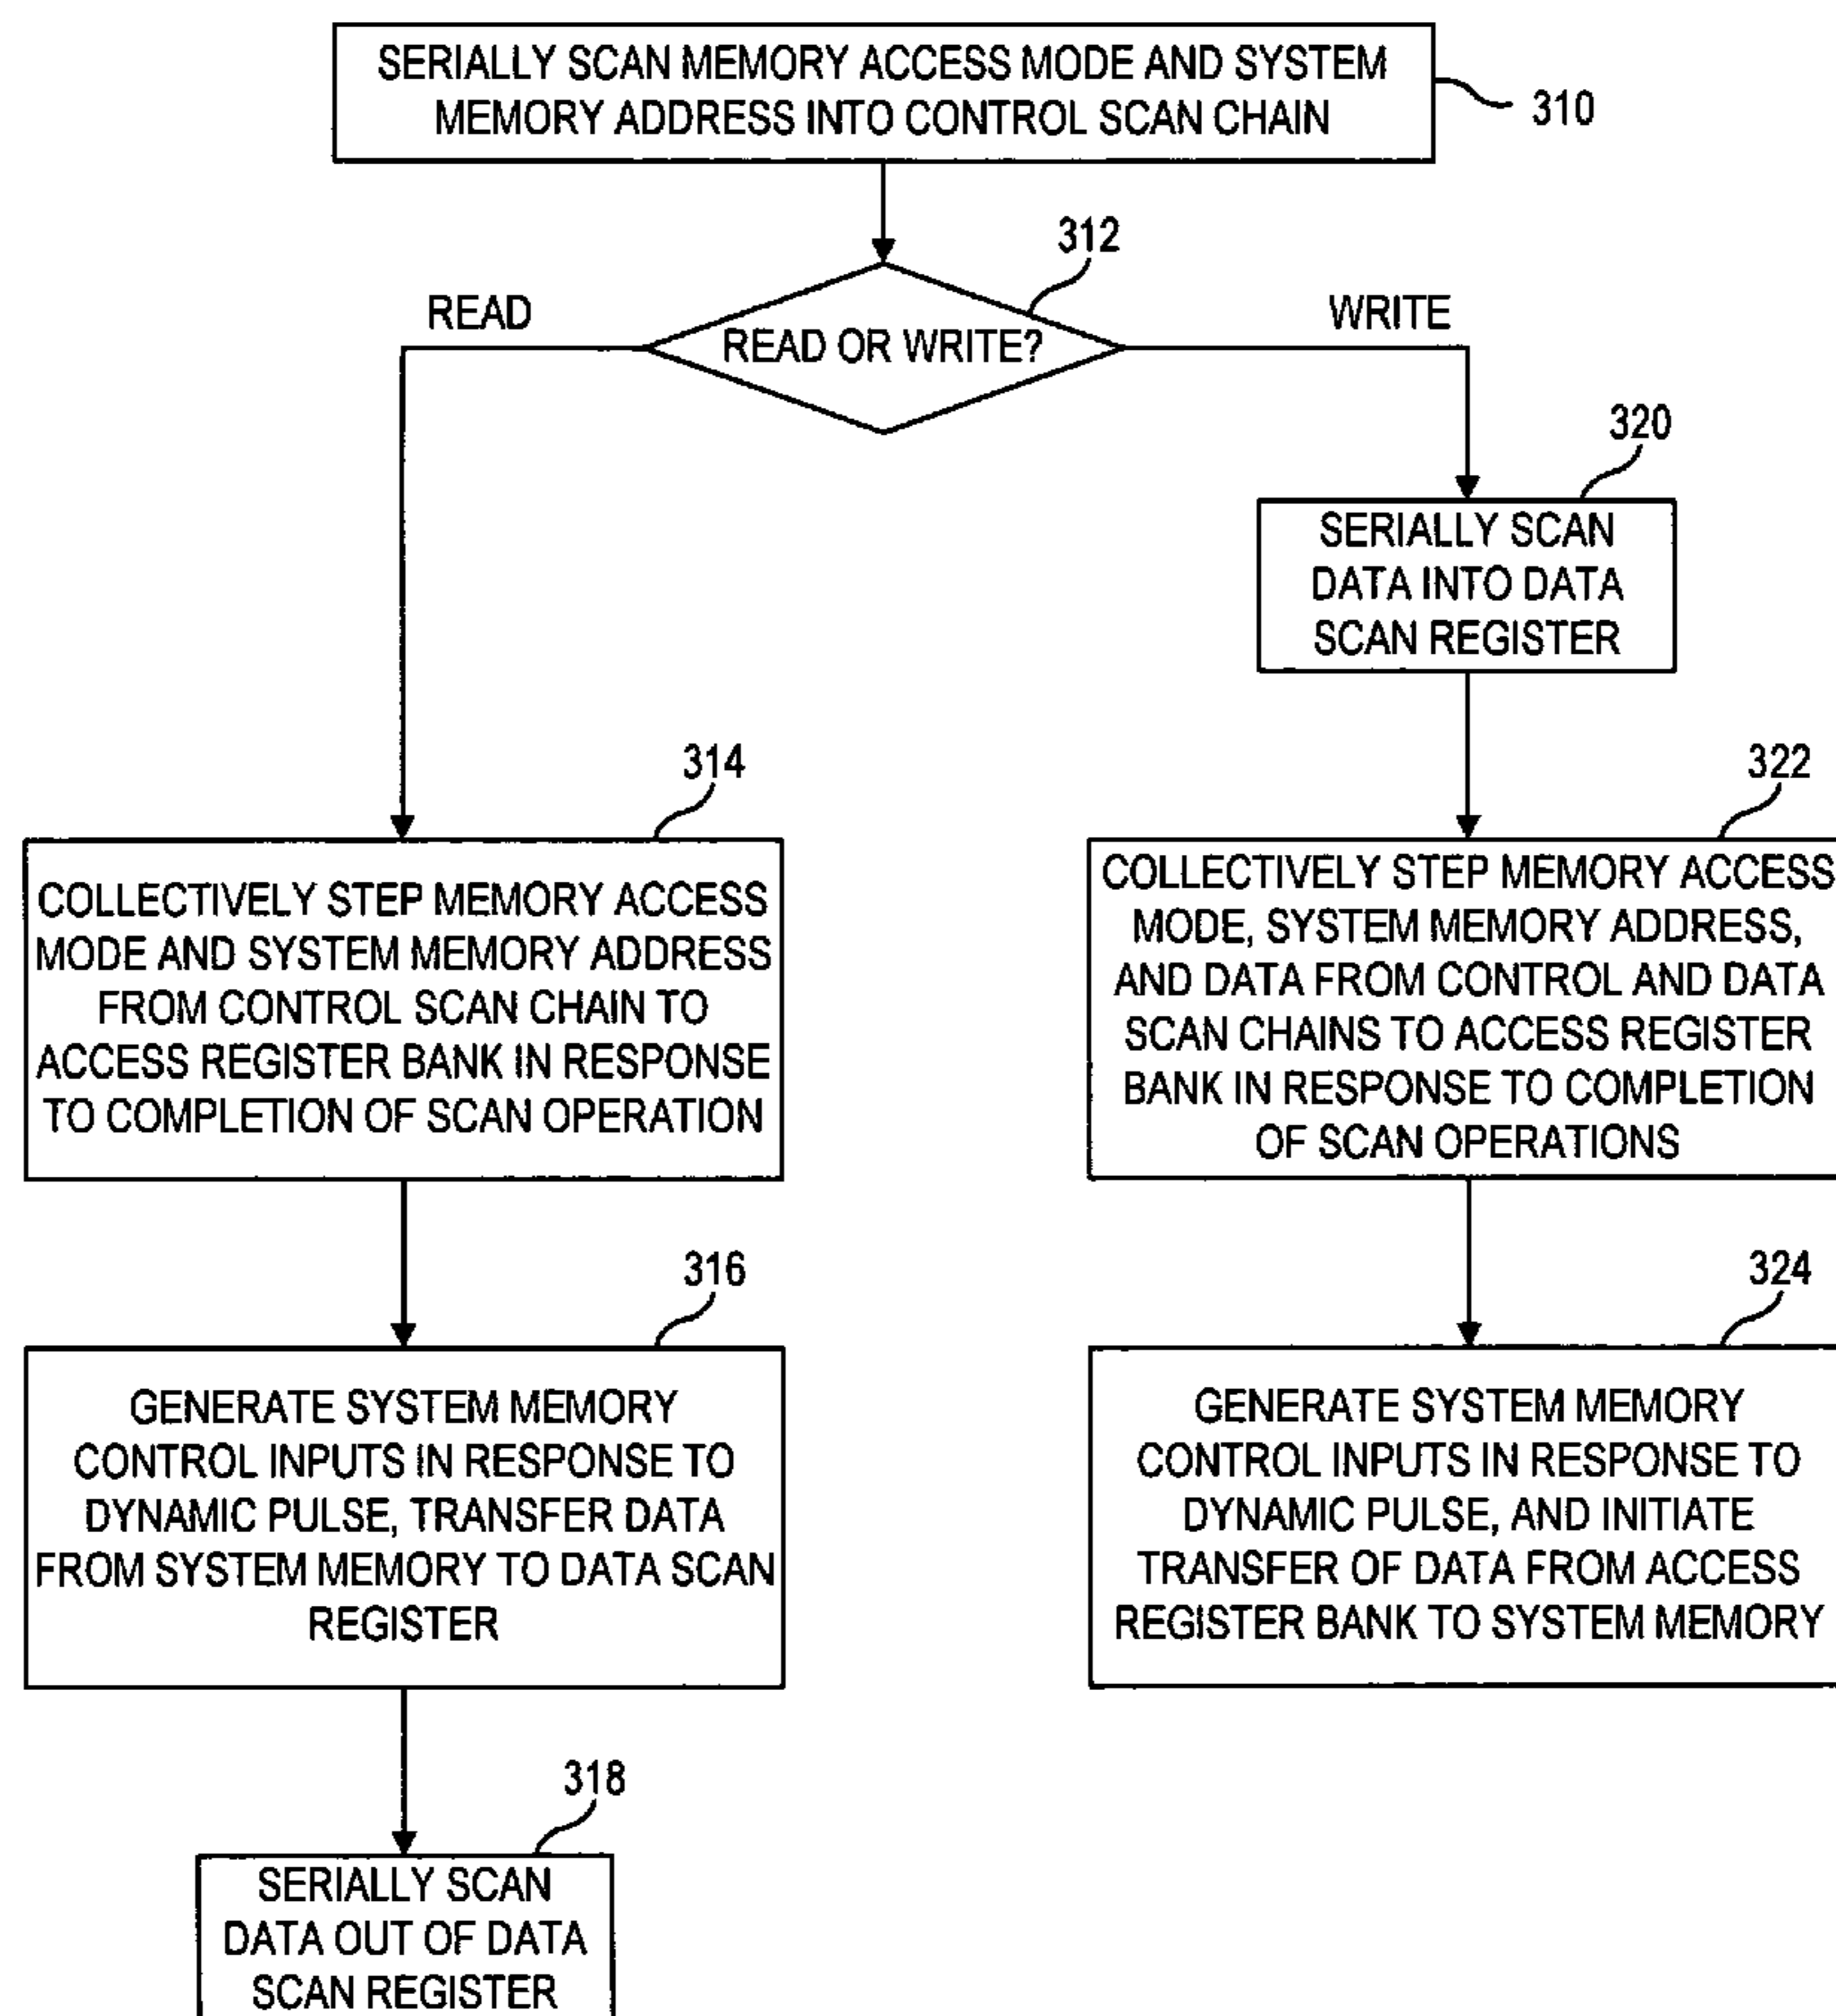 SERIALLY SCAN MEMORY ACCESS MODE AND SYSTEM
MEMORY ADDRESS INTO CONTROL SCAN CHAIN
310
312
READ
READ OR WRITE?
WRITE
320
SERIALLY SCAN
DATA INTO DATA
SCAN REGISTER
314
COLLECTIVELY STEP MEMORY ACCESS
MODE AND SYSTEM MEMORY ADDRESS
FROM CONTROL SCAN CHAIN TO
ACCESS REGISTER BANK IN RESPONSE
TO COMPLETION OF SCAN OPERATION
322
COLLECTIVELY STEP MEMORY ACCESS
MODE, SYSTEM MEMORY ADDRESS,
AND DATA FROM CONTROL AND DATA
SCAN CHAINS TO ACCESS REGISTER
BANK IN RESPONSE TO COMPLETION
OF SCAN OPERATIONS
316
GENERATE SYSTEM MEMORY
CONTROL INPUTS IN RESPONSE TO
DYNAMIC PULSE, TRANSFER DATA
FROM SYSTEM MEMORY TO DATA SCAN
REGISTER
324
GENERATE SYSTEM MEMORY
CONTROL INPUTS IN RESPONSE TO
DYNAMIC PULSE, AND INITIATE
TRANSFER OF DATA FROM ACCESS
REGISTER BANK TO SYSTEM MEMORY
318
SERIALLY SCAN
DATA OUT OF DATA
SCAN REGISTER